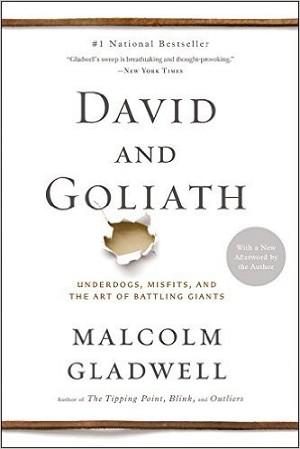 #1 National Bestseller
"Gladwell's sweep is breathtaking and thought-provoking."
—New York Times
DAVID
AND
GOLIATH
With a New
Afterword by
the Author
UNDERDOGS, MISFITS, AND
THE ART OF BATTLING GIANTS
MALCOLM
GLADWELL
Author of The Tipping Point, Blink, and Outliers